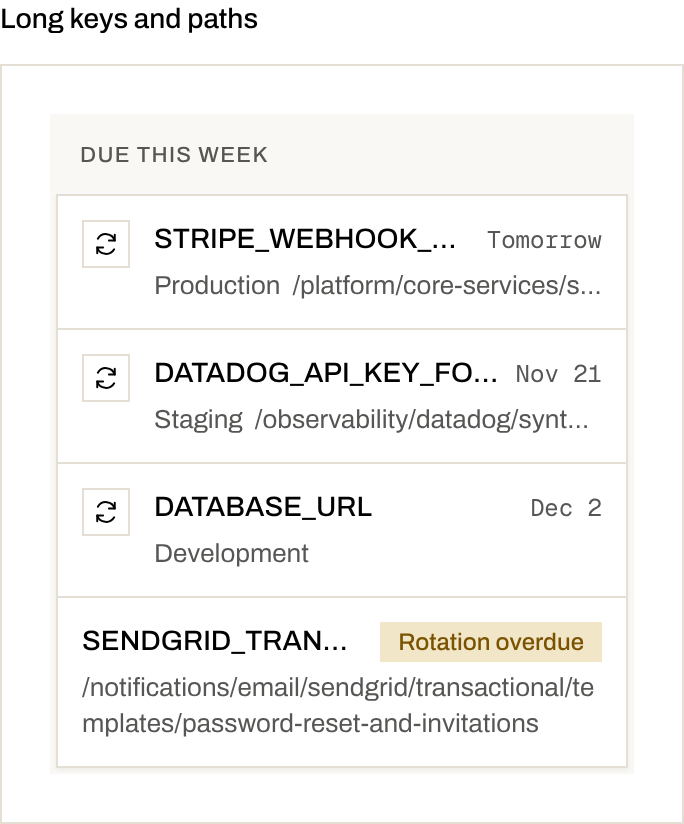 Long keys and paths
DUE THIS WEEK
STRIPE_WEBHOOK_... Tomorrow
Production /platform/core-services/s...
DATADOG_API_KEY_FO... Nov 21
Staging /observability/datadog/synt...
DATABASE_URL Dec 2
Development
SENDGRID_TRAN... Rotation overdue
/notifications/email/sendgrid/transactional/te
mplates/password-reset-and-invitations